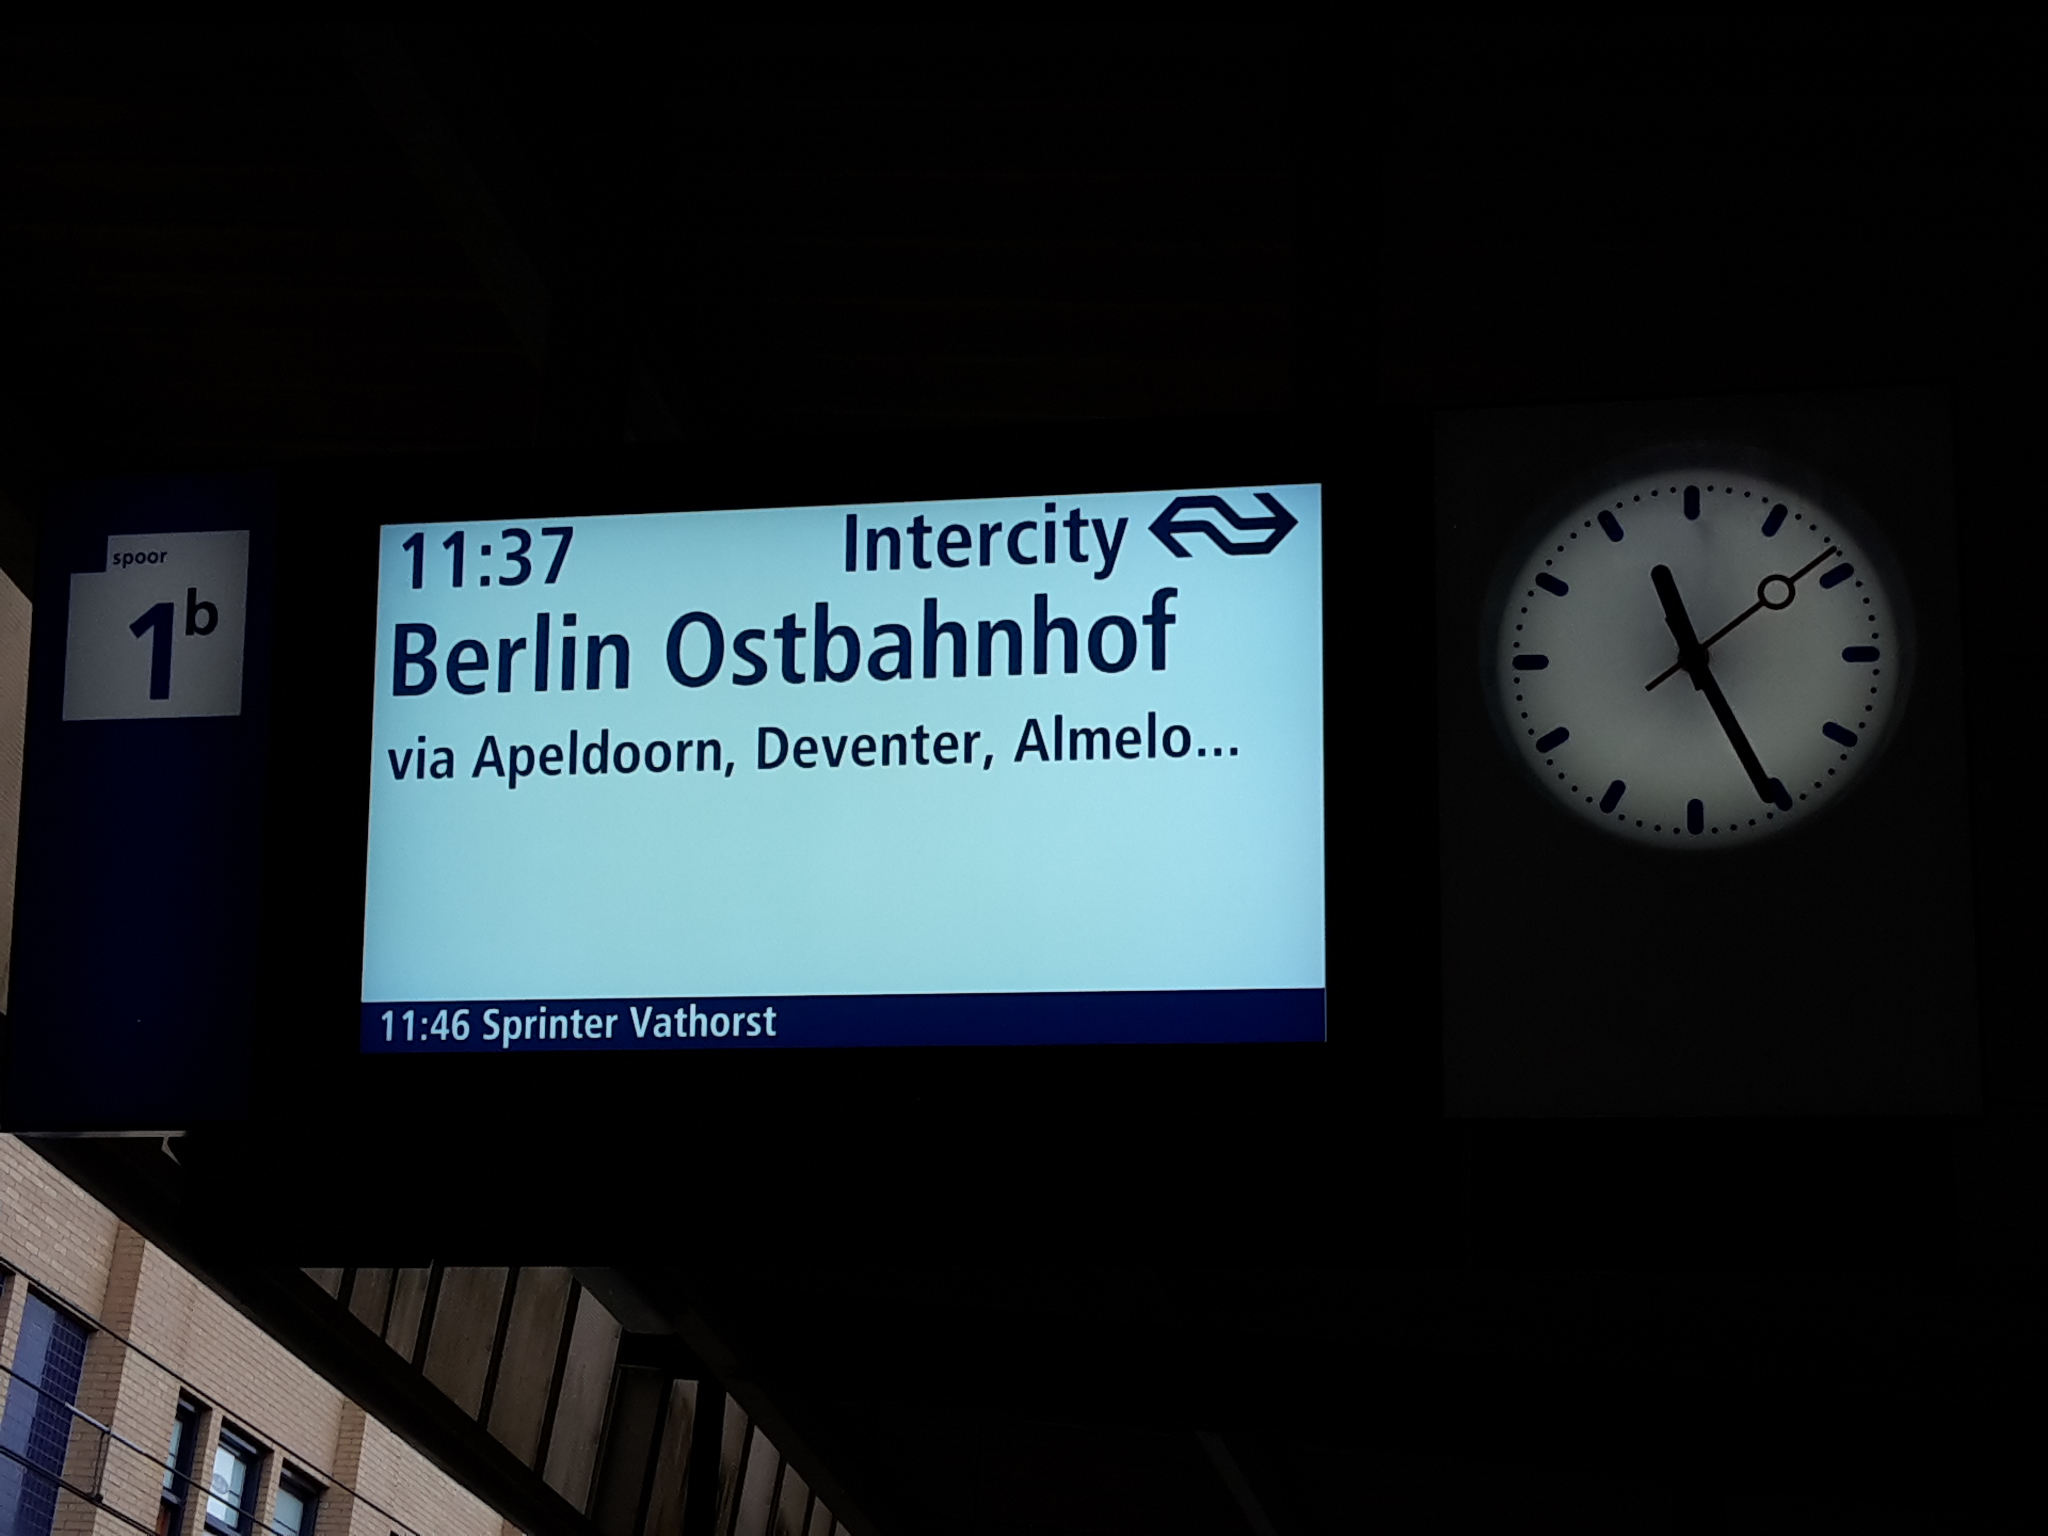 spoor
1b
11:37 Intercity
Berlin Ostbahnhof
via Apeldoorn, Deventer, Almelo...
11:46 Sprinter Vathorst